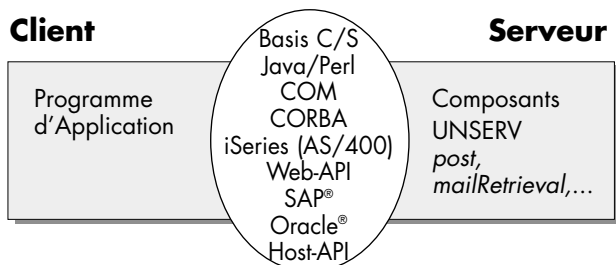 Client
Serveur
Programme
d'Application
Basis C/S
Java/Perl
COM
CORBA
iSeries (AS/400)
Web-API
SAP®
Oracle®
Host-API
Composants
UNSERV
post,
mailRetrieval,...